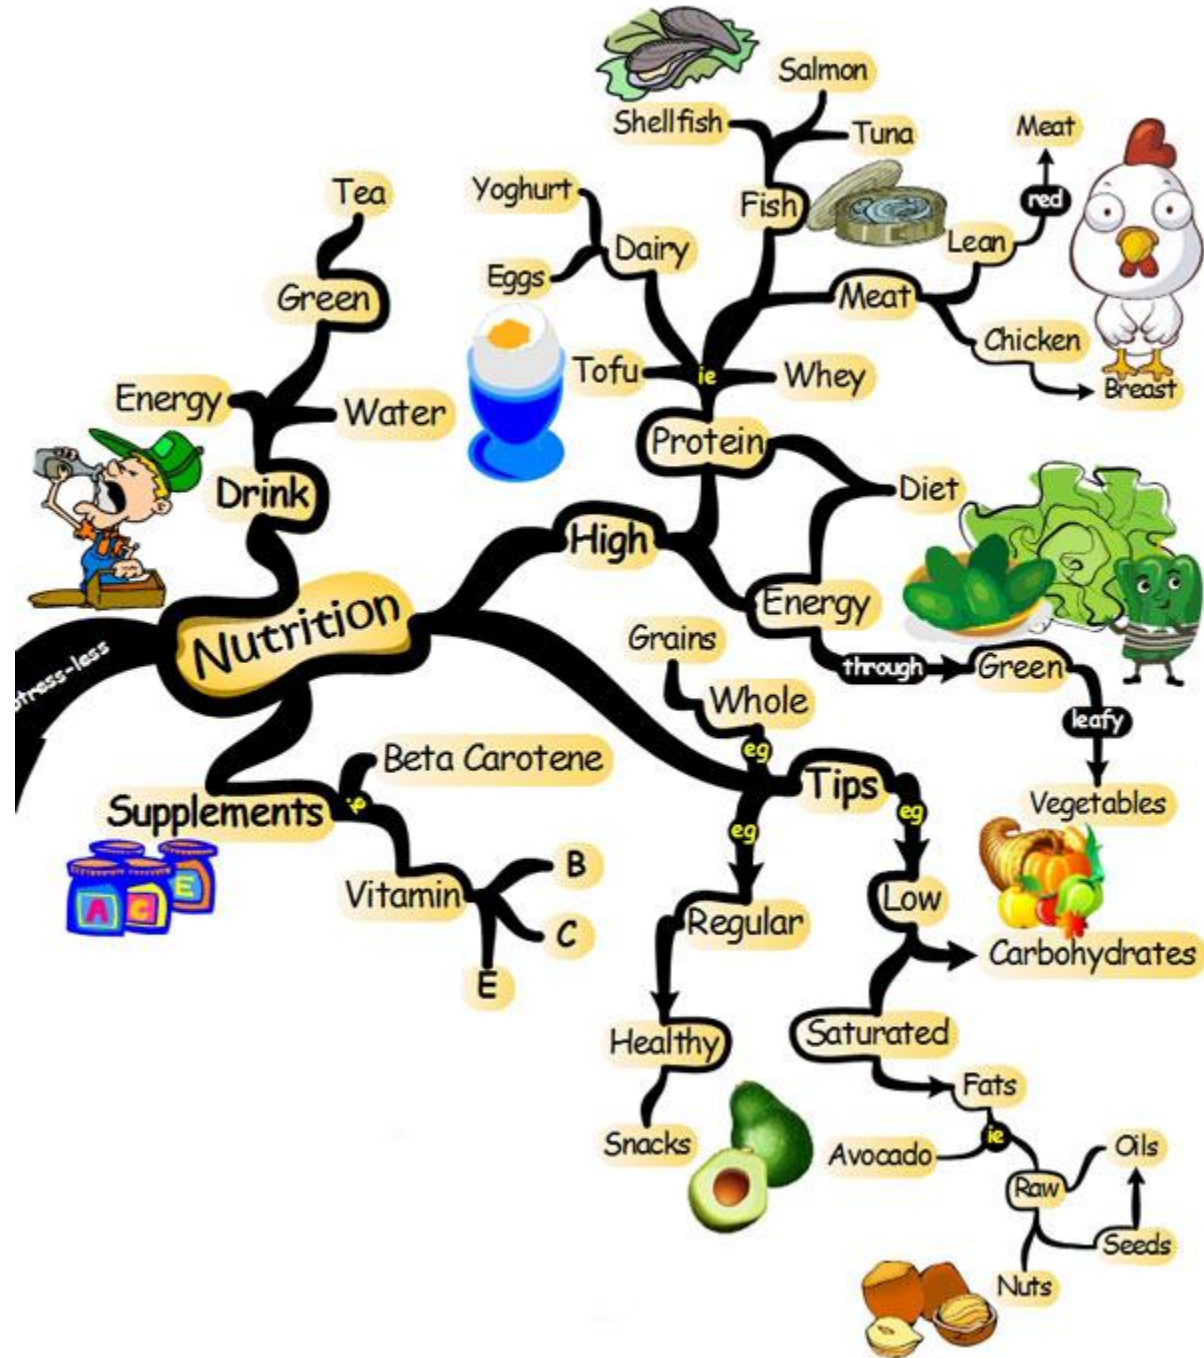 Salmon
Shellfish
Tuna
Meat
Tea
Yoghurt
Fish
red
Dairy
Lean
Eggs
Green
Meat
Chicken
Tofu
ie
Whey
Breast
Energy
Water
Protein
Drink
Diet
High
Energy
Nutrition
Grains
through
Green
stress-less
Whole
leafy
Beta Carotene
eg
Tips
Vegetables
Supplements
ie
eg
eg
B
Vitamin
Low
A C E
Regular
C
Carbohydrates
E
Healthy
Saturated
Fats
Snacks
Avocado
ie
Oils
Raw
Seeds
Nuts